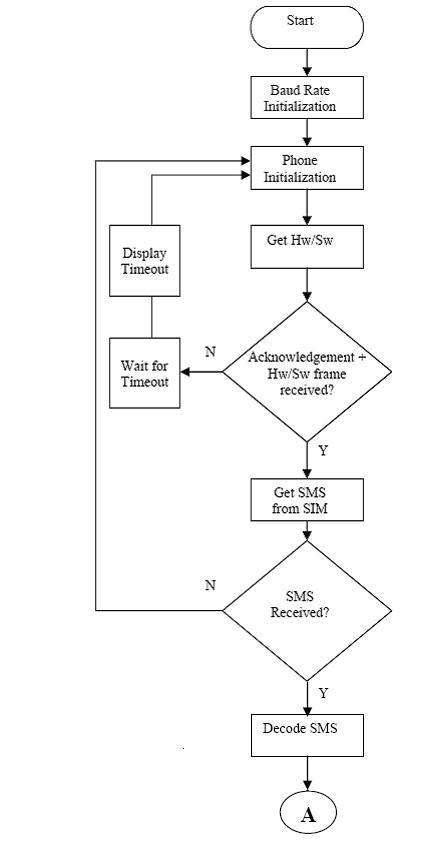 Start
Baud Rate
Initialization
Phone
Initialization
Get Hw/Sw
Display
Timeout
Acknowledgement +
Hw/Sw frame
received?
N
Wait for
Timeout
Y
Get SMS
from SIM
N
SMS
Received?
Y
Decode SMS
A